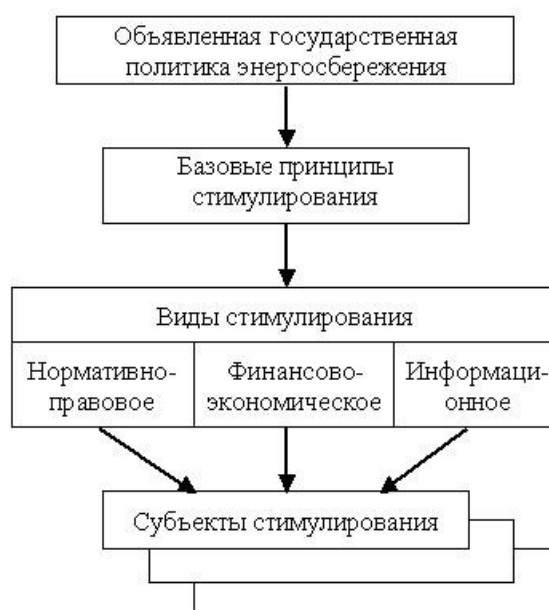 Объявленная государственная
политика энергосбережения
Базовые принципы
стимулирования
Виды стимулирования
Нормативно-
правовое
Финансово-
экономическое
Информаци-
онное
Субъекты стимулирования